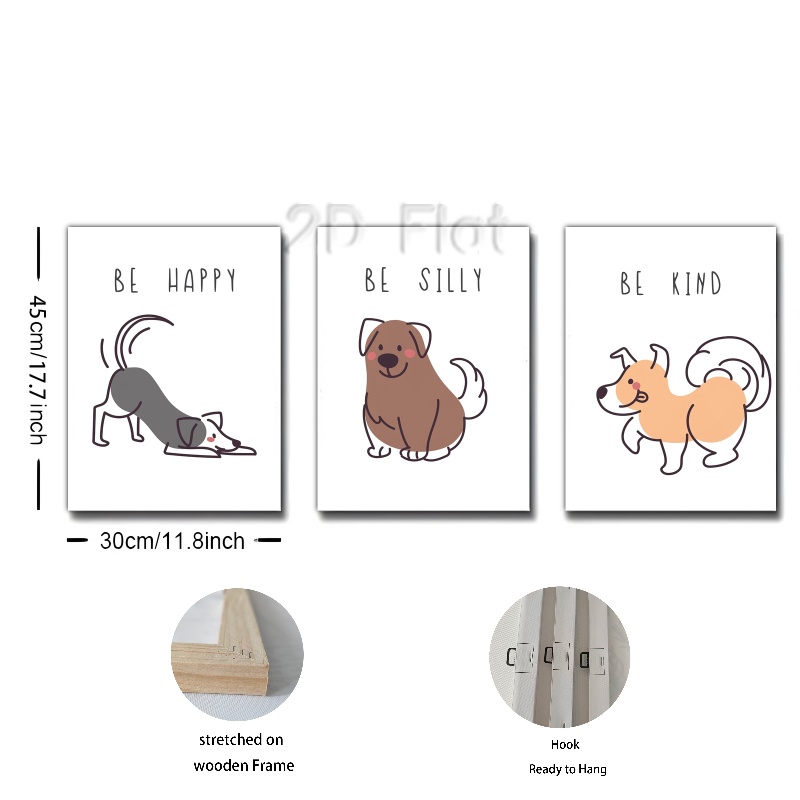 2D Flat
BE HAPPY
BE SILLY
BE KIND
45cm/17.7inch
30cm/11.8inch
stretched on
wooden Frame
Hook
Ready to Hang